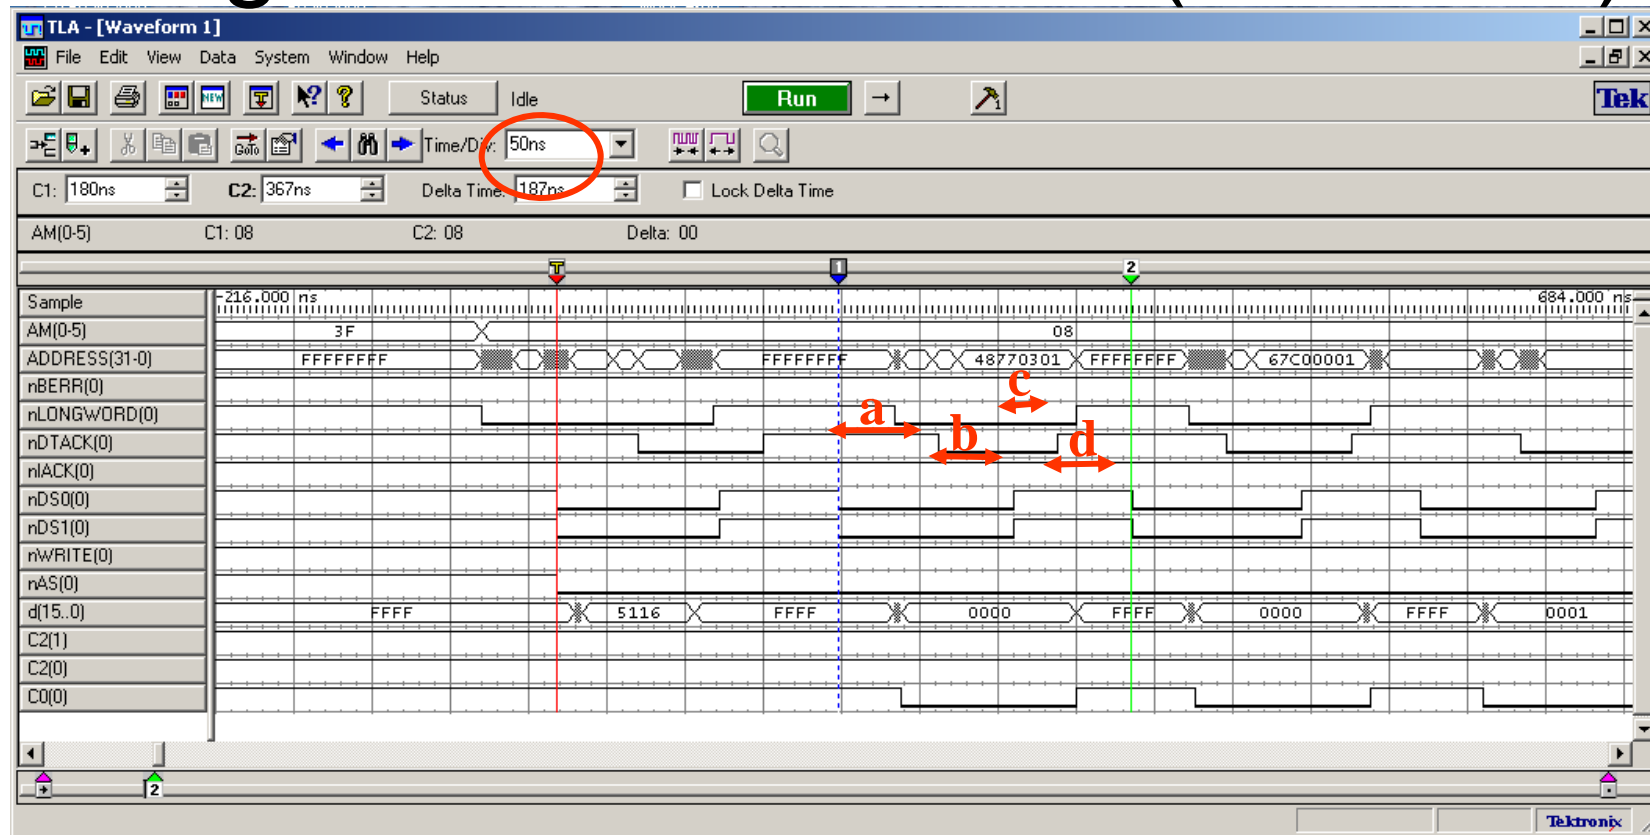 TLA - [Waveform 1]
File Edit View Data System Window Help
NEW Status Idle Run 1 Tek
GoTo Time/Div: 50ns
C1: 180ns C2: 367ns Delta Time: 187ns Lock Delta Time
AM(0-5) C1: 08 C2: 08 Delta: 00
T 1 2
Sample -216.000 ns 684.000 ns
AM(0-5) 3F 08
ADDRESS(31-0) FFFFFFFF FFFFFFFF 48770301 FFFFFFFF 67C00001
nBERR(0)
c
nLONGWORD(0) a
nDTACK(0) b d
nIACK(0)
nDS0(0)
nDS1(0)
nWRITE(0)
nAS(0)
d(15..0) FFFF 5116 FFFF 0000 FFFF 0000 FFFF 0001
C2(1)
C2(0)
C0(0)
2
Tektronix